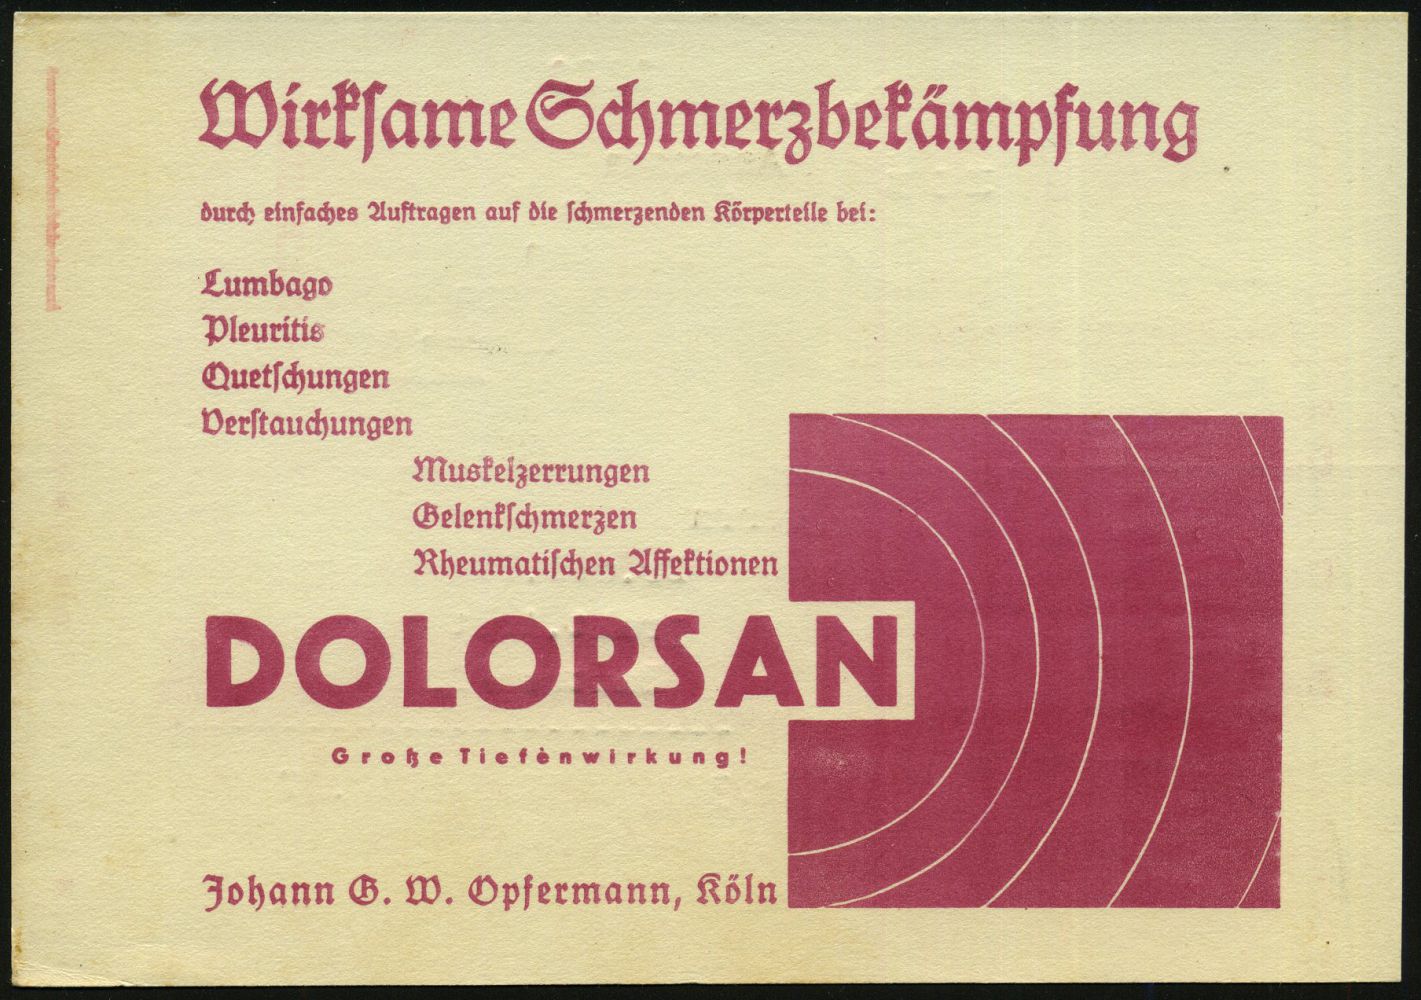 Wirkſame Schmerzbekämpfung
durch einfaches Auftragen auf die ſchmerzenden Körperteile bei:
Lumbago
Pleuritis
Quetſchungen
Verſtauchungen
Muskelzerrungen
Gelenkſchmerzen
Rheumatiſchen Affektionen
DOLORSAN
Große Tiefènwirkung!
Johann G. W. Opfermann, Köln